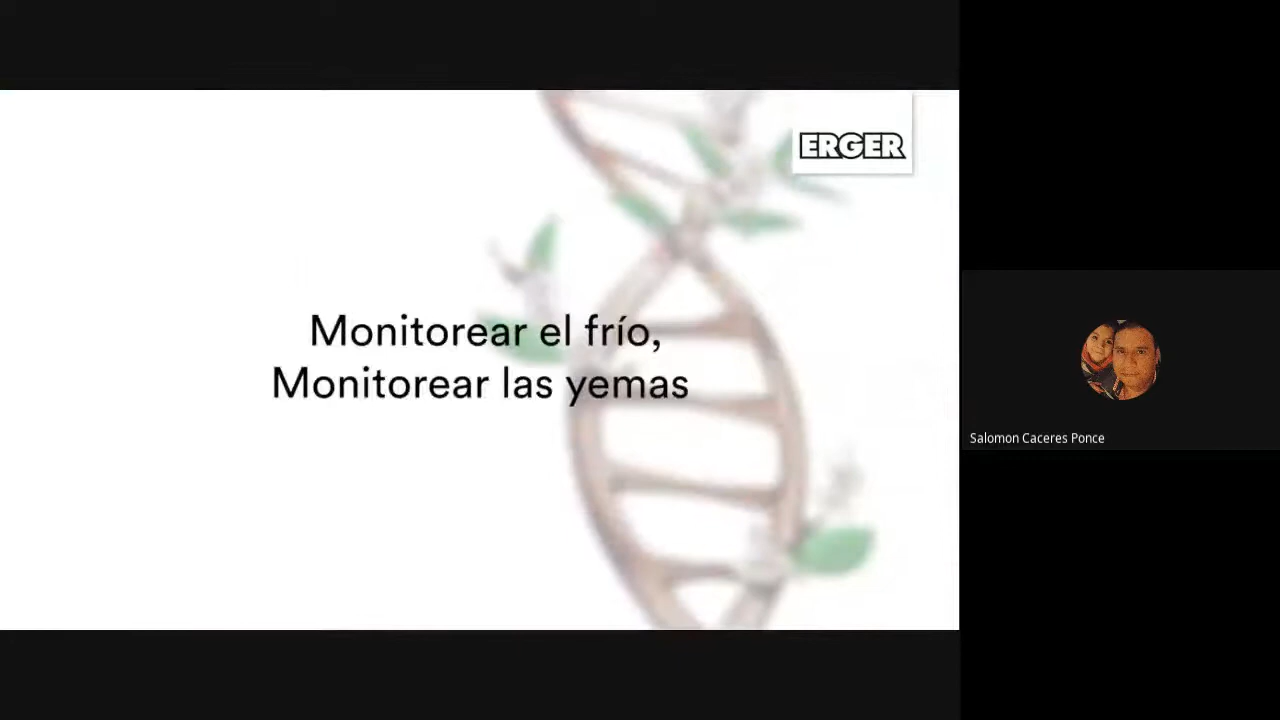 ERGER
Monitorear el frío,
Monitorear las yemas
Salomon Caceres Ponce